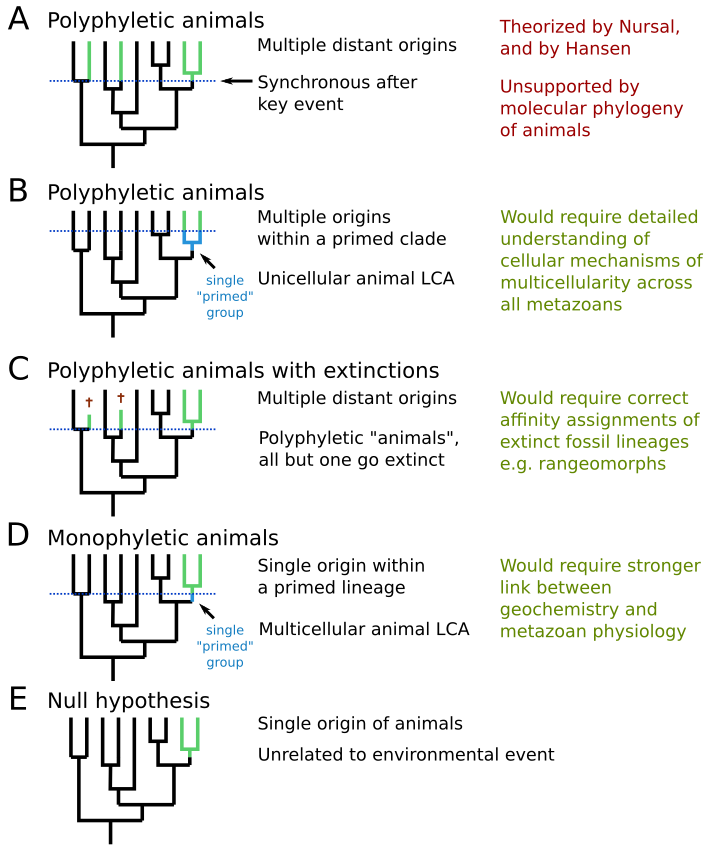 A
Polyphyletic animals
Multiple distant origins
Synchronous after
key event
Theorized by Nursal,
and by Hansen
Unsupported by
molecular phylogeny
of animals
B
Polyphyletic animals
Multiple origins
within a primed clade
Unicellular animal LCA
single
"primed"
group
Would require detailed
understanding of
cellular mechanisms of
multicellularity across
all metazoans
C
Polyphyletic animals with extinctions
† †
Multiple distant origins
Polyphyletic "animals",
all but one go extinct
Would require correct
affinity assignments of
extinct fossil lineages
e.g. rangeomorphs
D
Monophyletic animals
Single origin within
a primed lineage
Multicellular animal LCA
single
"primed"
group
Would require stronger
link between
geochemistry and
metazoan physiology
E
Null hypothesis
Single origin of animals
Unrelated to environmental event